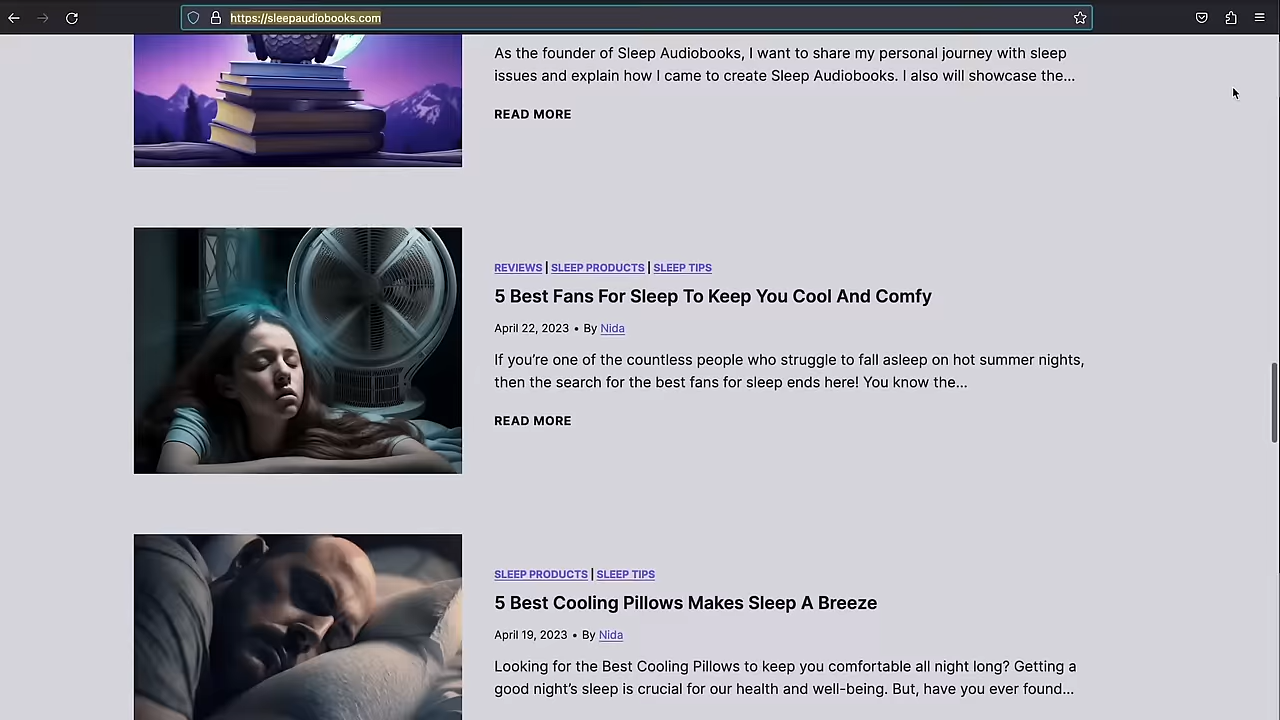 https://sleepaudiobooks.com
As the founder of Sleep Audiobooks, I want to share my personal journey with sleep
issues and explain how I came to create Sleep Audiobooks. I also will showcase the...
READ MORE
REVIEWS | SLEEP PRODUCTS | SLEEP TIPS
5 Best Fans For Sleep To Keep You Cool And Comfy
April 22, 2023 • By Nida
If you’re one of the countless people who struggle to fall asleep on hot summer nights,
then the search for the best fans for sleep ends here! You know the...
READ MORE
SLEEP PRODUCTS | SLEEP TIPS
5 Best Cooling Pillows Makes Sleep A Breeze
April 19, 2023 • By Nida
Looking for the Best Cooling Pillows to keep you comfortable all night long? Getting a
good night’s sleep is crucial for our health and well-being. But, have you ever found...